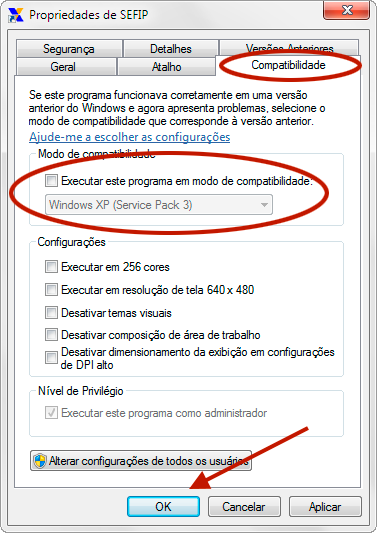 Propriedades de SEFIP
Segurança Detalhes Versões Anteriores
Geral Atalho Compatibilidade
Se este programa funcionava corretamente em uma versão
anterior do Windows e agora apresenta problemas, selecione o
modo de compatibilidade que corresponde à versão anterior.
Ajude-me a escolher as configurações
Modo de compatibilidade
Executar este programa em modo de compatibilidade:
Windows XP (Service Pack 3)
Configurações
Executar em 256 cores
Executar em resolução de tela 640 x 480
Desativar temas visuais
Desativar composição de área de trabalho
Desativar dimensionamento da exibição em configurações
de DPI alto
Nível de Privilégio
Executar este programa como administrador
Alterar configurações de todos os usuários
OK Cancelar Aplicar